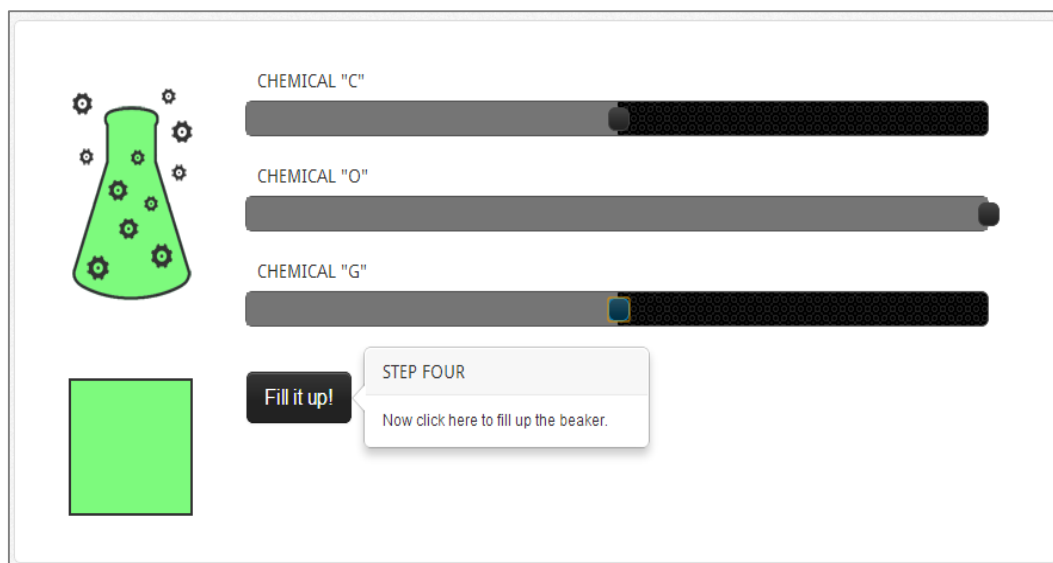 CHEMICAL "C"
CHEMICAL "O"
CHEMICAL "G"
Fill it up!
STEP FOUR
Now click here to fill up the beaker.